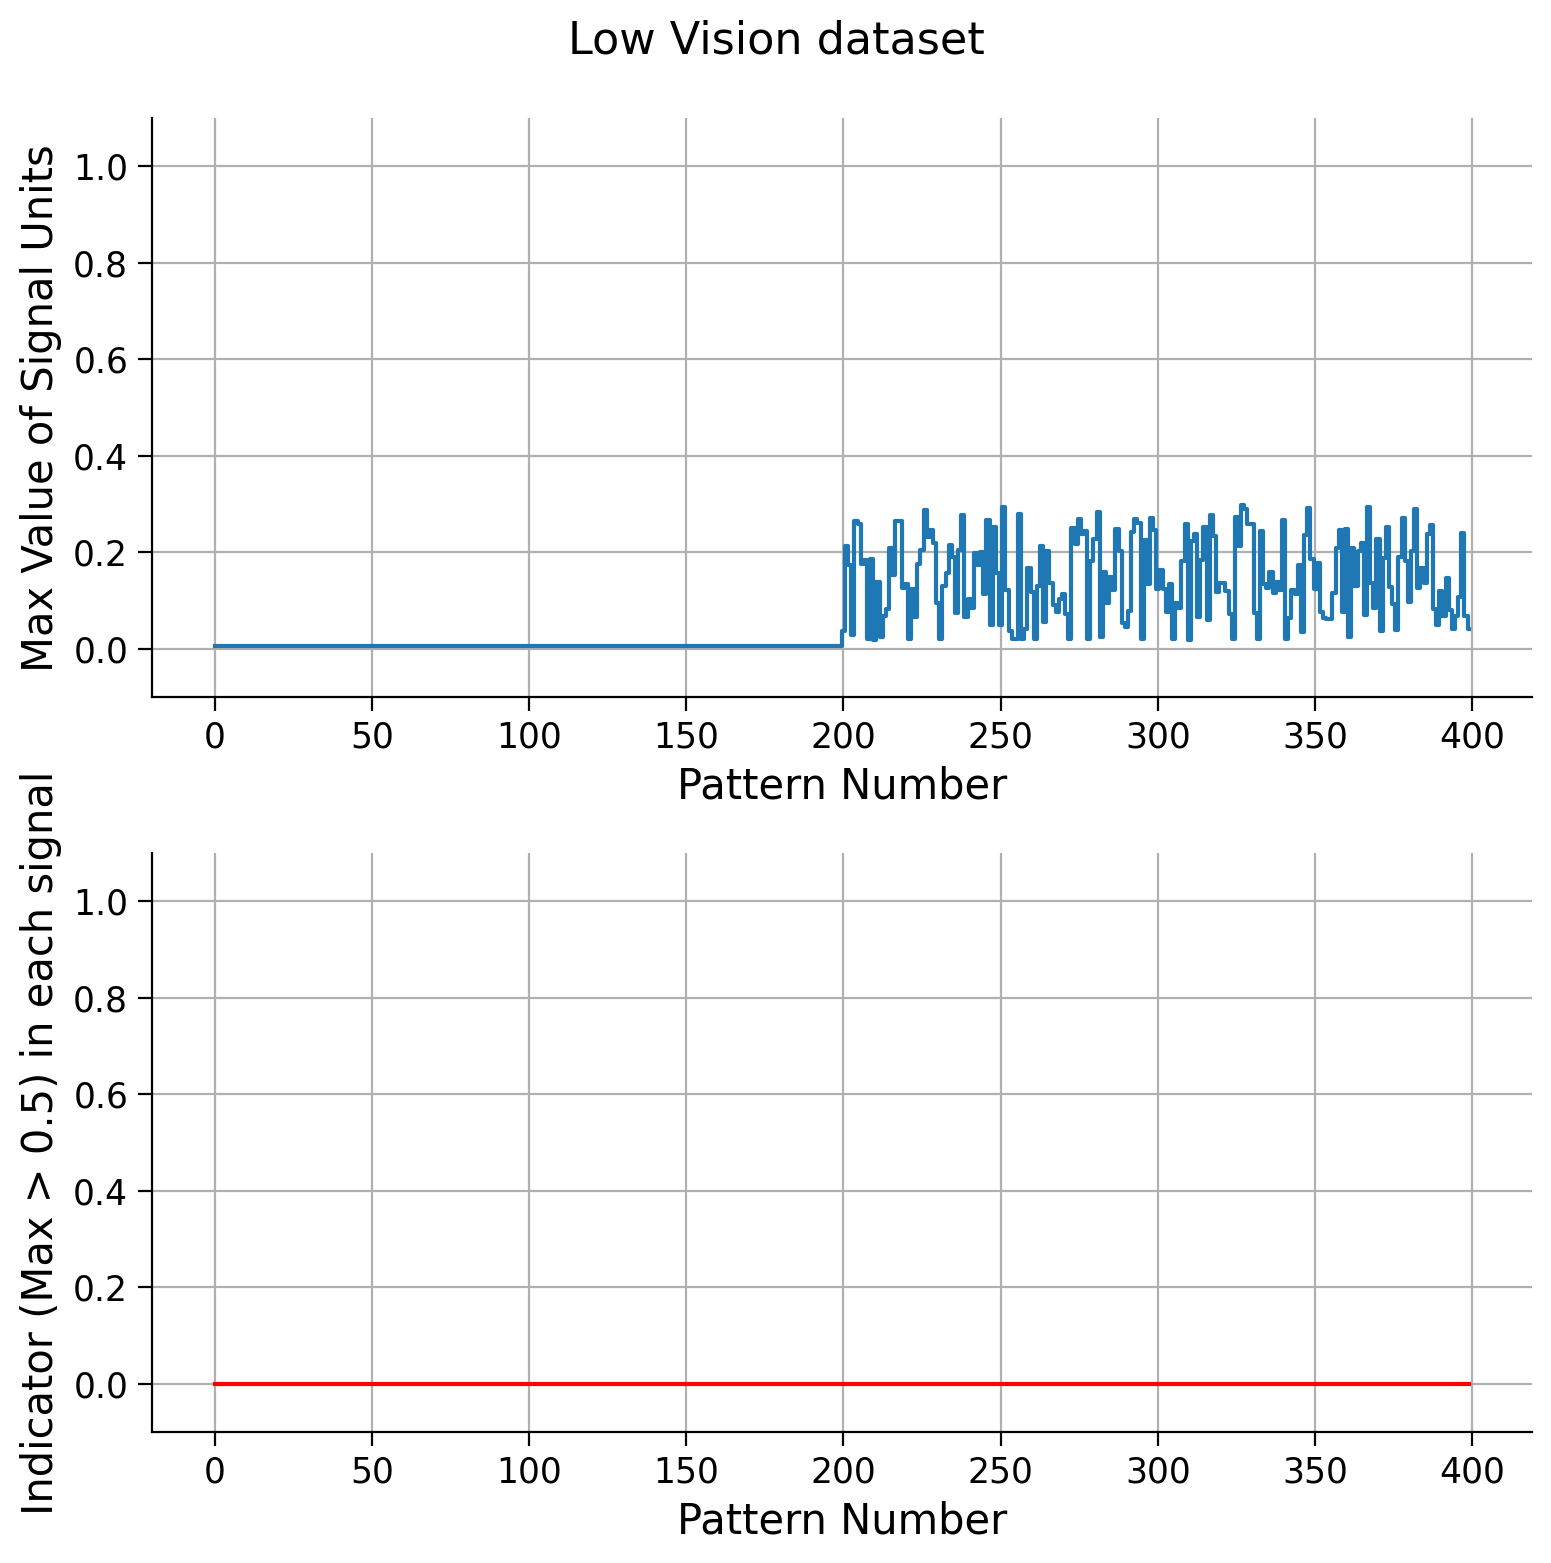 Low Vision dataset
Max Value of Signal Units
1.0
0.8
0.6
0.4
0.2
0.0
0 50 100 150 200 250 300 350 400
Pattern Number
Indicator (Max > 0.5) in each signal
1.0
0.8
0.6
0.4
0.2
0.0
0 50 100 150 200 250 300 350 400
Pattern Number